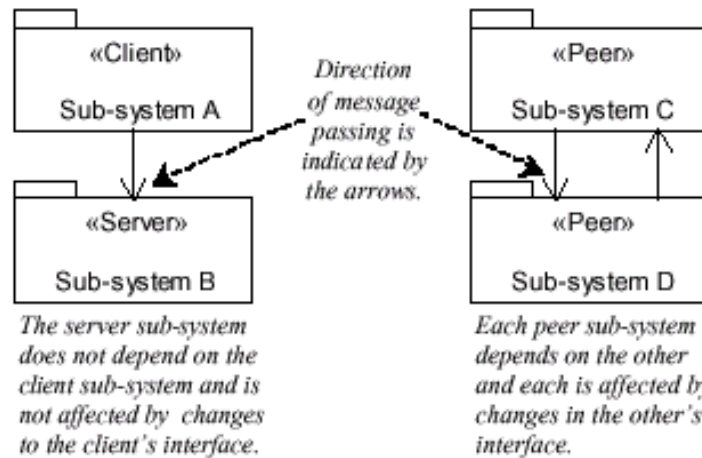 «Client»
Sub-system A
«Server»
Sub-system B
The server sub-system
does not depend on the
client sub-system and is
not affected by changes
to the client's interface.
Direction
of message
passing is
indicated by
the arrows.
«Peer»
Sub-system C
«Peer»
Sub-system D
Each peer sub-system
depends on the other
and each is affected by
changes in the other's
interface.